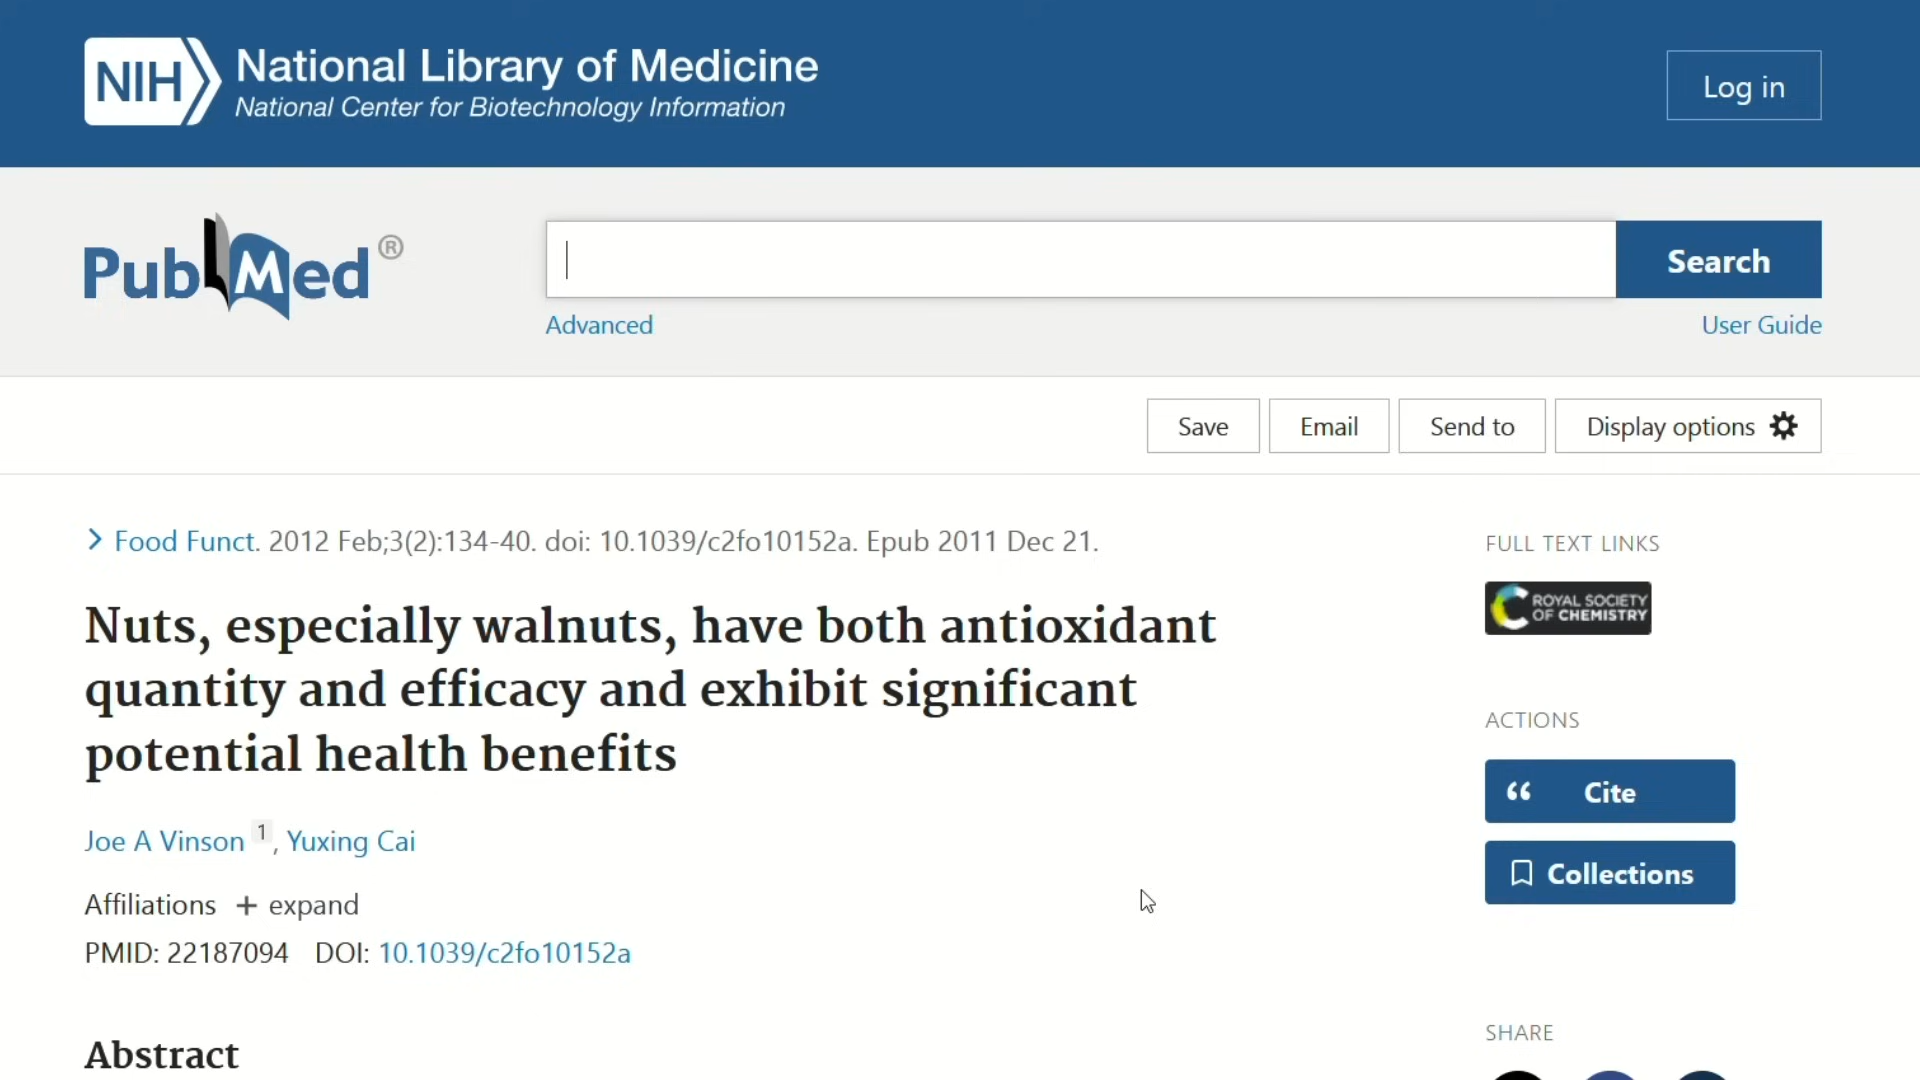 NIH National Library of Medicine
National Center for Biotechnology Information
Log in
PubMed®
Search
Advanced
User Guide
Save
Email
Send to
Display options
Food Funct. 2012 Feb;3(2):134-40. doi: 10.1039/c2fo10152a. Epub 2011 Dec 21.
Nuts, especially walnuts, have both antioxidant
quantity and efficacy and exhibit significant
potential health benefits
Joe A Vinson 1, Yuxing Cai
Affiliations + expand
PMID: 22187094 DOI: 10.1039/c2fo10152a
Abstract
FULL TEXT LINKS
ROYAL SOCIETY
OF CHEMISTRY
ACTIONS
“ Cite
Collections
SHARE